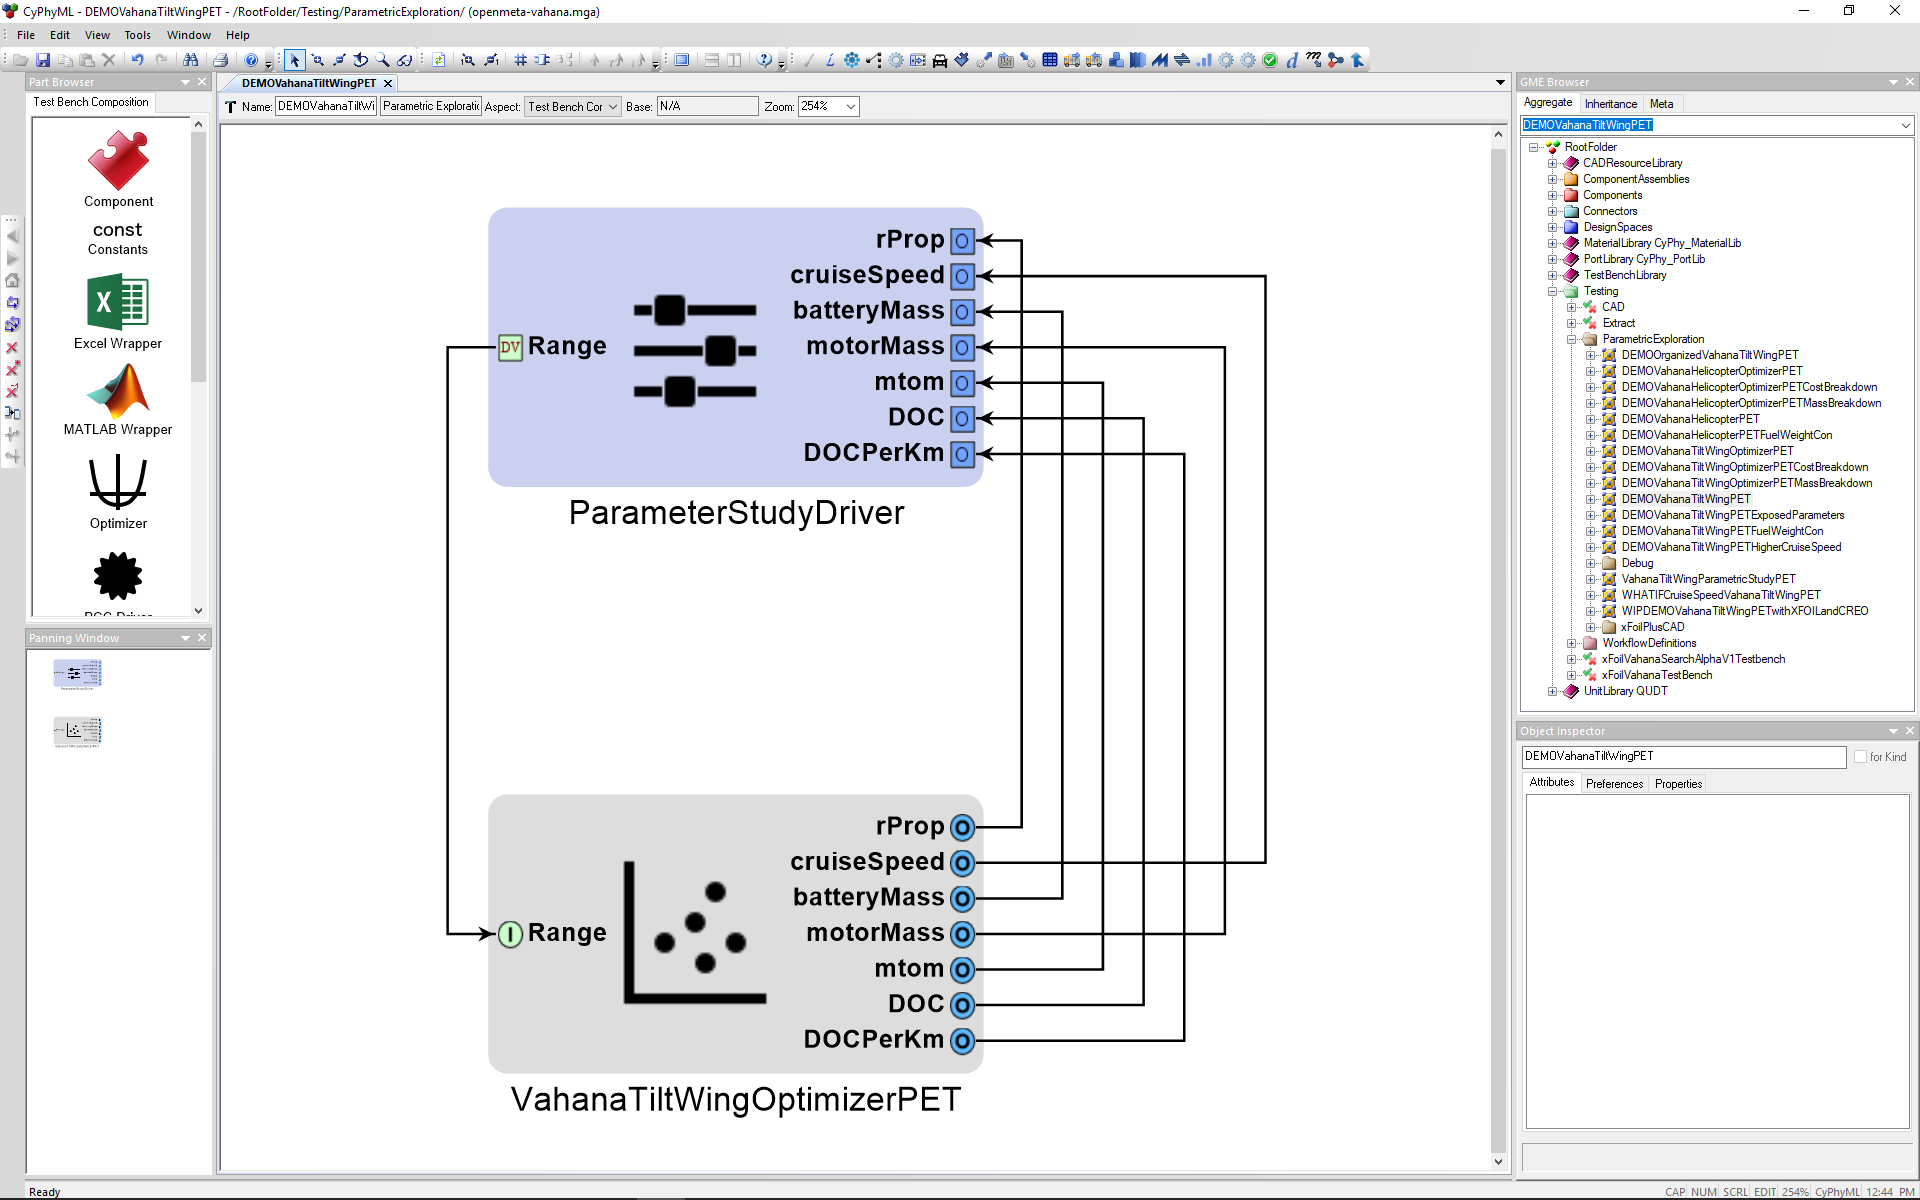 CyPhyML - DEMOVahanaTiltWingPET - /RootFolder/Testing/ParametricExploration/ (openmeta-vahana.mga)
File Edit View Tools Window Help
Part Browser
Test Bench Composition
Component
const
Constants
Excel Wrapper
MATLAB Wrapper
Optimizer
Panning Window
DEMOVahanaTiltWingPET
Name: DEMOVahanaTiltWi Parametric Exploratic Aspect: Test Bench Cor Base: N/A Zoom: 254%
rProp
cruiseSpeed
batteryMass
DV Range
motorMass
mtom
DOC
DOCPerKm
ParameterStudyDriver
rProp
cruiseSpeed
batteryMass
Range
motorMass
mtom
DOC
DOCPerKm
VahanaTiltWingOptimizerPET
GME Browser
Aggregate Inheritance Meta
DEMOVahanaTiltWingPET
RootFolder
CADResourceLibrary
ComponentAssemblies
Components
Connectors
DesignSpaces
MaterialLibrary CyPhy_MaterialLib
PortLibrary CyPhy_PortLib
TestBenchLibrary
Testing
CAD
Extract
ParametricExploration
DEMOOrganizedVahanaTiltWingPET
DEMOVahanaHelicopterOptimizerPET
DEMOVahanaHelicopterOptimizerPETCostBreakdown
DEMOVahanaHelicopterOptimizerPETMassBreakdown
DEMOVahanaHelicopterPET
DEMOVahanaHelicopterPETFuelWeightCon
DEMOVahanaTiltWingOptimizerPET
DEMOVahanaTiltWingOptimizerPETCostBreakdown
DEMOVahanaTiltWingOptimizerPETMassBreakdown
DEMOVahanaTiltWingPET
DEMOVahanaTiltWingPETExposedParameters
DEMOVahanaTiltWingPETFuelWeightCon
DEMOVahanaTiltWingPETHigherCruiseSpeed
Debug
VahanaTiltWingParametricStudyPET
WHATIFCruiseSpeedVahanaTiltWingPET
WIPDEMOVahanaTiltWingPETwithXFOILandCREO
xFoilPlusCAD
WorkflowDefinitions
xFoilVahanaSearchAlphaV1Testbench
xFoilVahanaTestBench
UnitLibrary QUDT
Object Inspector
DEMOVahanaTiltWingPET
for Kind
Attributes Preferences Properties
Ready
CAP NUM SCRL EDIT 254% CyPhyML 12:44 PM